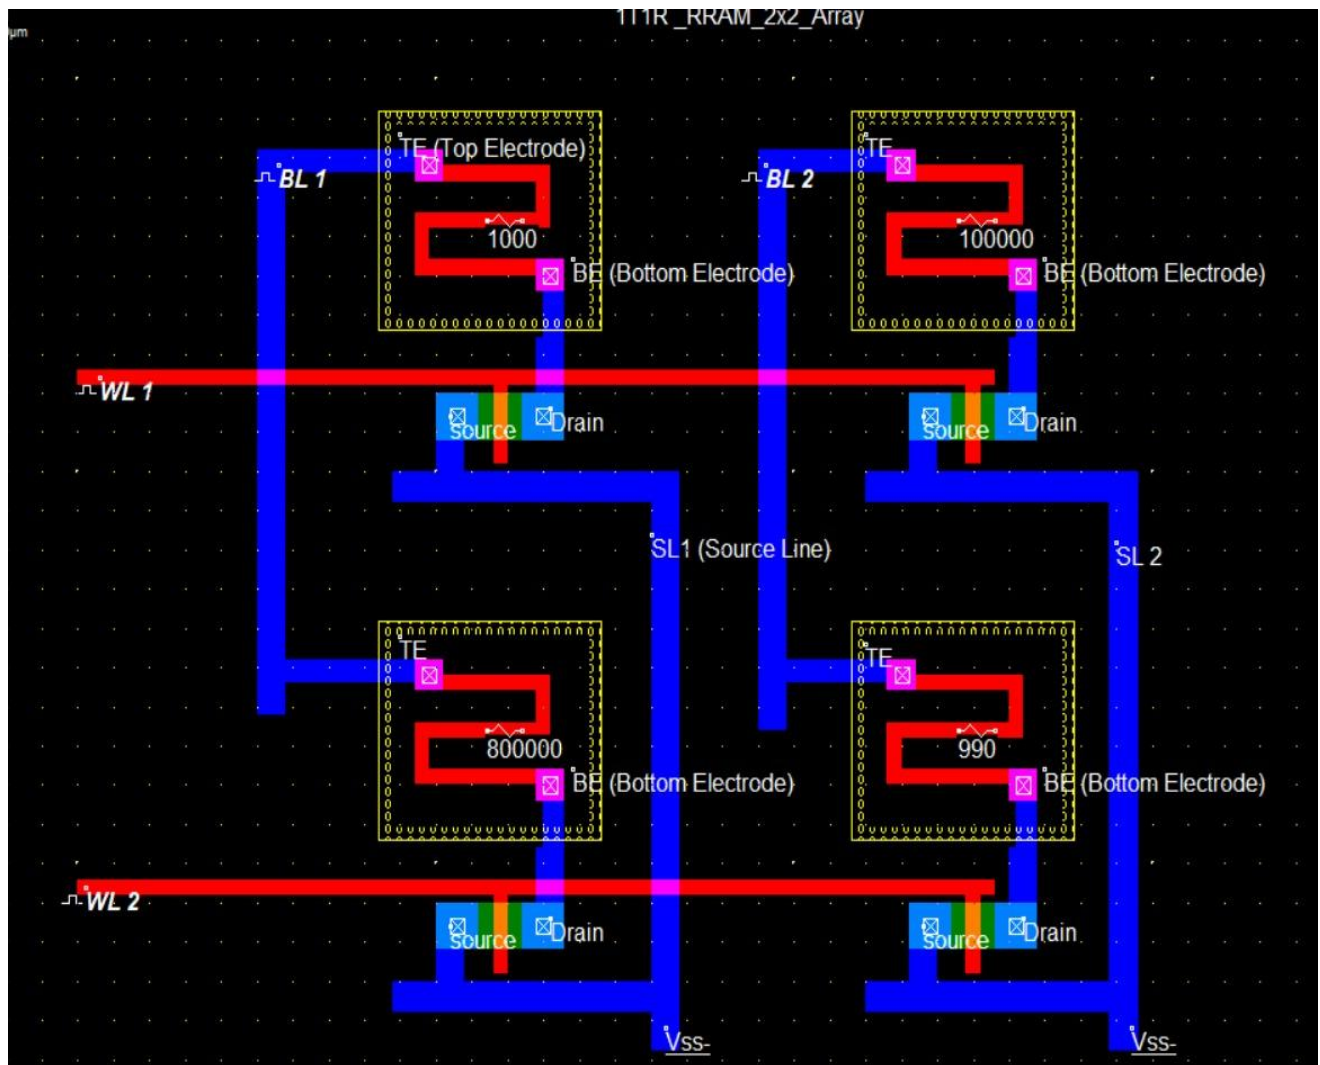 1T1R _RRAM_2x2_Array
µm
TE (Top Electrode)
TE
BL 1
BL 2
1000
100000
BE (Bottom Electrode)
BE (Bottom Electrode)
WL 1
source
Drain
source
Drain
SL1 (Source Line)
SL 2
TE
TE
800000
990
BE (Bottom Electrode)
BE (Bottom Electrode)
WL 2
source
Drain
source
Drain
Vss-
Vss-